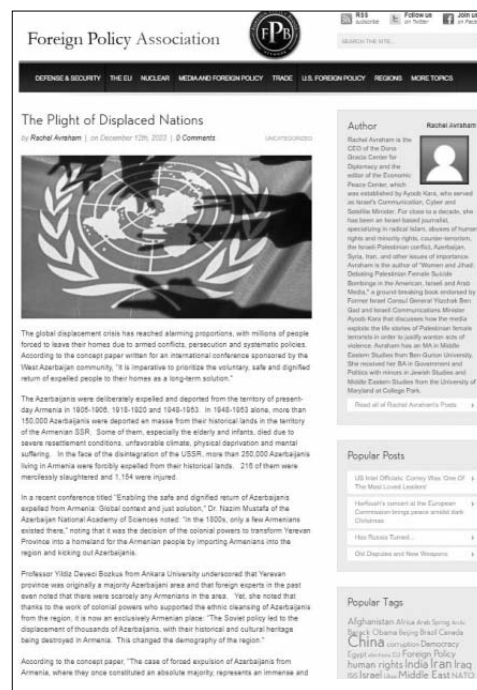 Foreign Policy Association
FPB
RSS
subscribe
Follow us
on Twitter
Join us
on Facebo
SEARCH THE SITE...
DEFENSE & SECURITY THE EU NUCLEAR MEDIA AND FOREIGN POLICY TRADE U.S. FOREIGN POLICY REGIONS MORE TOPICS
The Plight of Displaced Nations
by Rachel Avraham | on December 12th, 2023 | 0 Comments
UNCATEGORIZED
The global displacement crisis has reached alarming proportions, with millions of people
forced to leave their homes due to armed conflicts, persecution and systematic policies.
According to the concept paper written for an international conference sponsored by the
West Azerbaijan community, "It is imperative to prioritize the voluntary, safe and dignified
return of expelled people to their homes as a long-term solution."
The Azerbaijanis were deliberately expelled and deported from the territory of present-
day Armenia in 1905-1906, 1918-1920 and 1948-1953. In 1948-1953 alone, more than
150,000 Azerbaijanis were deported en masse from their historical lands in the territory
of the Armenian SSR. Some of them, especially the elderly and infants, died due to
severe resettlement conditions, unfavorable climate, physical deprivation and mental
suffering. In the face of the disintegration of the USSR, more than 250,000 Azerbaijanis
living in Armenia were forcibly expelled from their historical lands. 216 of them were
mercilessly slaughtered and 1,154 were injured.
In a recent conference titled "Enabling the safe and dignified return of Azerbaijanis
expelled from Armenia: Global context and just solution," Dr. Nazim Mustafa of the
Azerbaijan National Academy of Sciences noted: "In the 1800s, only a few Armenians
existed there," noting that it was the decision of the colonial powers to transform Yerevan
Province into a homeland for the Armenian people by importing Armenians into the
region and kicking out Azerbaijanis.
Professor Yildiz Deveci Bozkus from Ankara University underscored that Yerevan
province was originally a majority Azerbaijani area and that foreign experts in the past
even noted that there were scarcely any Armenians in the area. Yet, she noted that
thanks to the work of colonial powers who supported the ethnic cleansing of Azerbaijanis
from the region, it is now an exclusively Armenian place: "The Soviet policy led to the
displacement of thousands of Azerbaijanis, with their historical and cultural heritage
being destroyed in Armenia. This changed the demography of the region."
According to the concept paper, "The case of forced expulsion of Azerbaijanis from
Armenia, where they once constituted an absolute majority, represents an immense and
Author
Rachel Avraham
Rachel Avraham is the
CEO of the Dona
Gracia Center for
Diplomacy and the
editor of the Economic
Peace Center, which
was established by Ayoob Kara, who served
as Israel's Communication, Cyber and
Satellite Minister. For close to a decade, she
has been an Israel-based journalist,
specializing in radical Islam, abuses of human
rights and minority rights, counter-terrorism,
the Israeli-Palestinian conflict, Azerbaijan,
Syria, Iran, and other issues of importance.
Avraham is the author of "Women and Jihad:
Debating Palestinian Female Suicide
Bombings in the American, Israeli and Arab
Media," a ground-breaking book endorsed by
Former Israel Consul General Yitzchak Ben
Gad and Israeli Communications Minister
Ayoob Kara that discusses how the media
exploits the life stories of Palestinian female
terrorists in order to justify wanton acts of
violence. Avraham has an MA in Middle
Eastern Studies from Ben-Gurion University.
She received her BA in Government and
Politics with minors in Jewish Studies and
Middle Eastern Studies from the University of
Maryland at College Park.
Read all of Rachel Avraham's Posts
Popular Posts
US Intel Officials: Comey Was 'One Of
The Most Loved Leaders'
concert at the European
Commission brings peace amidst dark
Christmas
Has Russia Turned...
Old Disputes and New Weapons
Popular Tags
Afghanistan Africa Arab Spring
Barack Obama Beijing Brazil Canada
China corruption Democracy
Egypt elections EU Foreign Policy
human rights India Iran Iraq
ISIS Israel Libya Middle East NATO